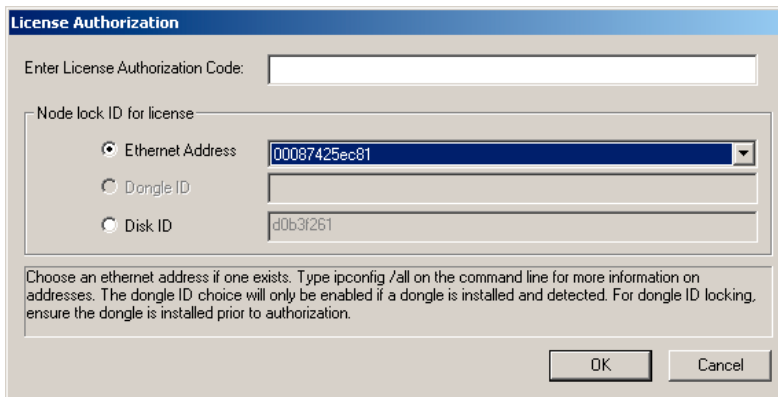 License Authorization
Enter License Authorization Code:
Node lock ID for license
Ethernet Address
00087425ec81
Dongle ID
Disk ID
d0b3f261
Choose an ethernet address if one exists. Type ipconfig /all on the command line for more information on
addresses. The dongle ID choice will only be enabled if a dongle is installed and detected. For dongle ID locking,
ensure the dongle is installed prior to authorization.
OK
Cancel